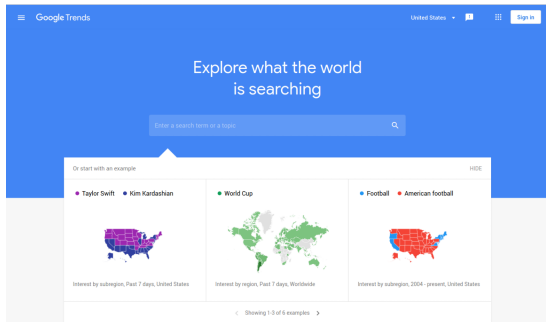 Google Trends
United States
Sign in
Explore what the world
is searching
Enter a search term or a topic
Or start with an example
HIDE
Taylor Swift Kim Kardashian
World Cup
Football American football
Interest by subregion, Past 7 days, United States
Interest by region, Past 7 days, Worldwide
Interest by subregion, 2004 - present, United States
Showing 1-3 of 6 examples